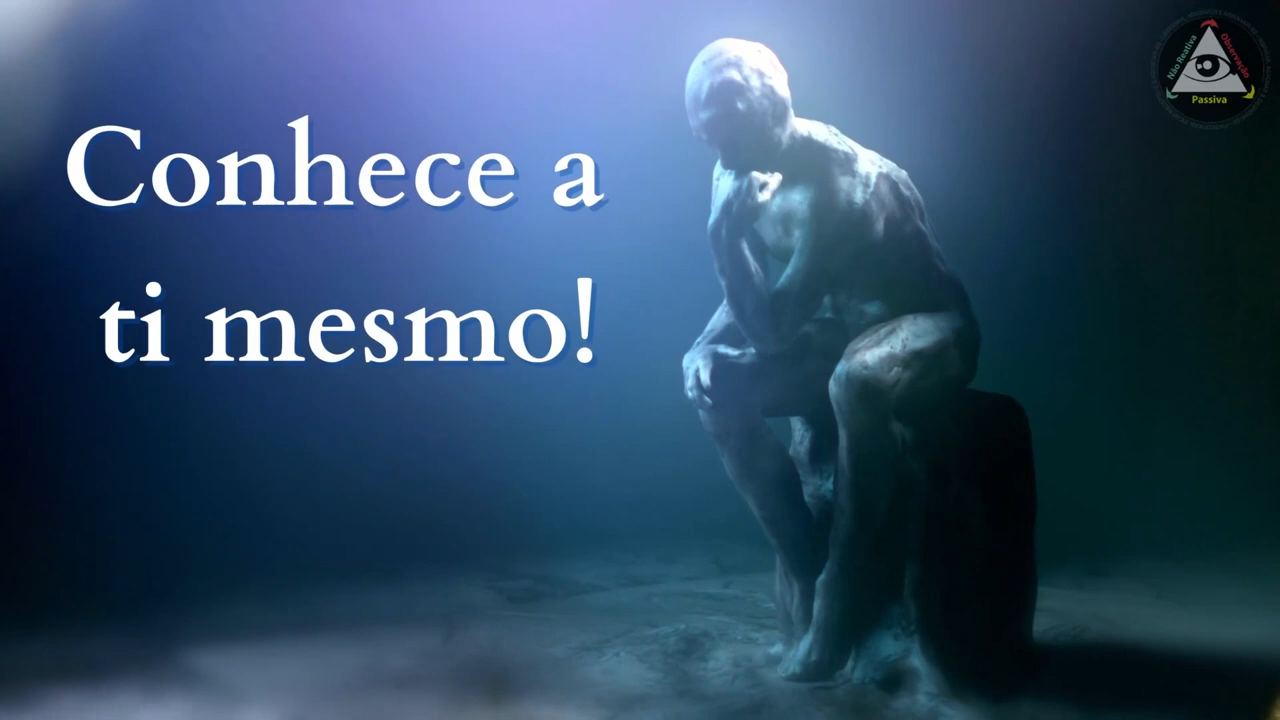 Conhece a
ti mesmo!
Não Reativa
Observação
Passiva